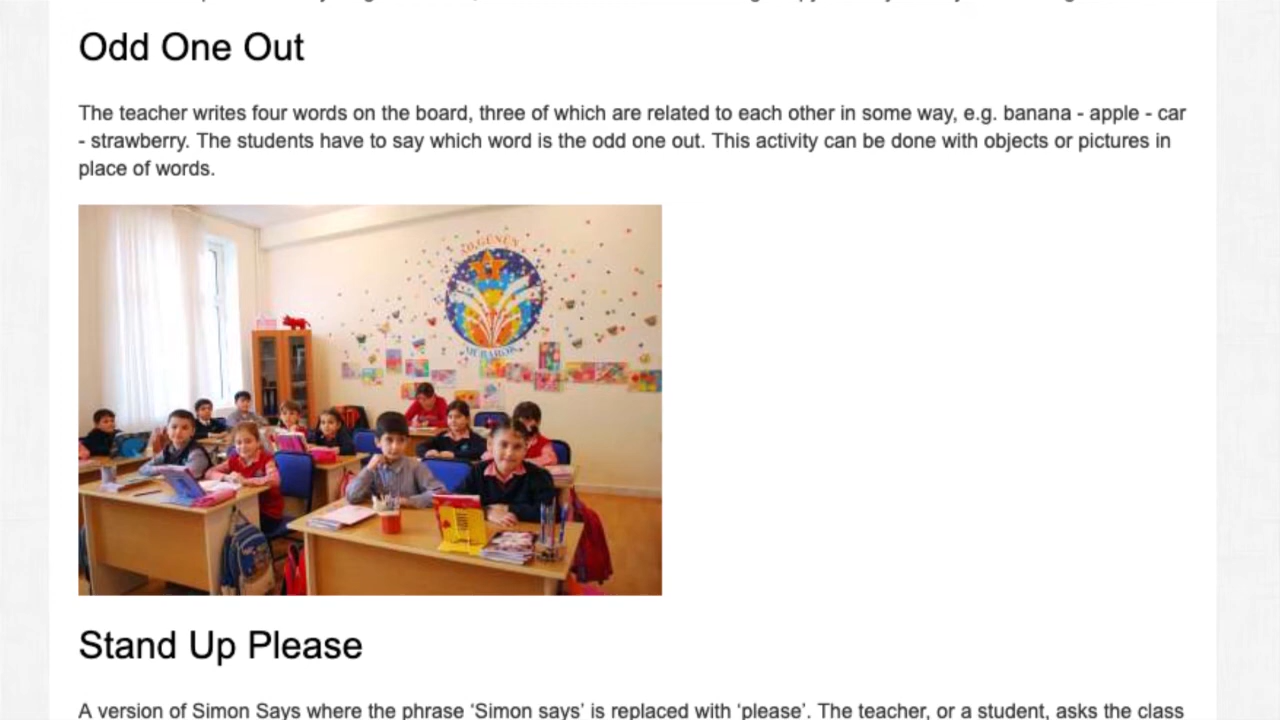 Odd One Out
The teacher writes four words on the board, three of which are related to each other in some way, e.g. banana - apple - car
- strawberry. The students have to say which word is the odd one out. This activity can be done with objects or pictures in
place of words.
AD GÜNÜN
MÜBARƏK
Stand Up Please
A version of Simon Says where the phrase ‘Simon says’ is replaced with ‘please’. The teacher, or a student, asks the class